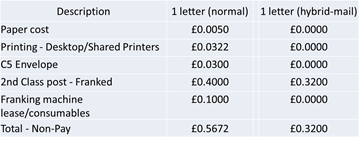 Description 1 letter (normal) 1 letter (hybrid-mail)
Paper cost £0.0050 £0.0000
Printing - Desktop/Shared Printers £0.0322 £0.0000
C5 Envelope £0.0300 £0.0000
2nd Class post - Franked £0.4000 £0.3200
Franking machine £0.1000 £0.0000
lease/consumables
Total - Non-Pay £0.5672 £0.3200